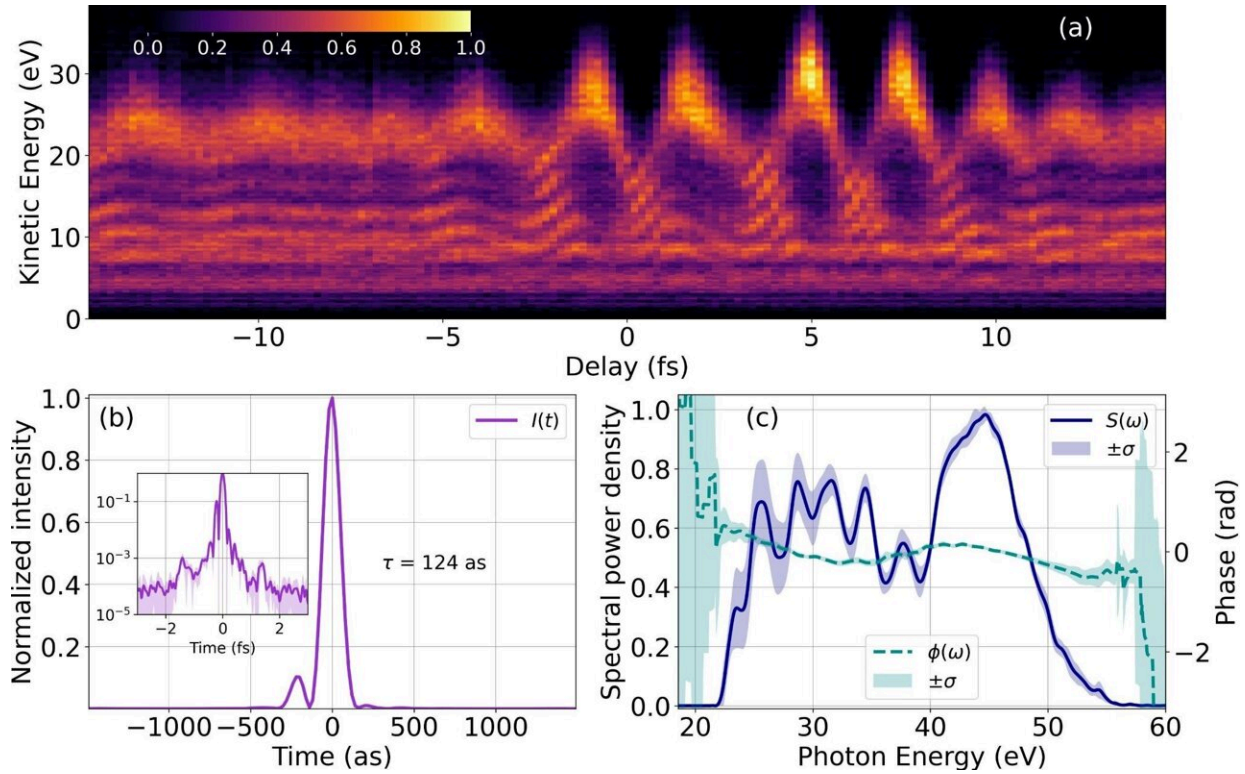 (a)
0.0 0.2 0.4 0.6 0.8 1.0
Kinetic Energy (eV)
30
20
10
0
−10 −5 0 5 10
Delay (fs)
(b)
I(t)
Normalized intensity
1.0
0.8
0.6
0.4
0.2
τ = 124 as
10⁻¹
10⁻³
10⁻⁵
−2 0 2
Time (fs)
−1000 −500 0 500 1000
Time (as)
(c)
S(ω)
±σ
Spectral power density
1.0
0.8
0.6
0.4
0.2
0.0
ϕ(ω)
±σ
2
0
−2
Phase (rad)
20 30 40 50 60
Photon Energy (eV)